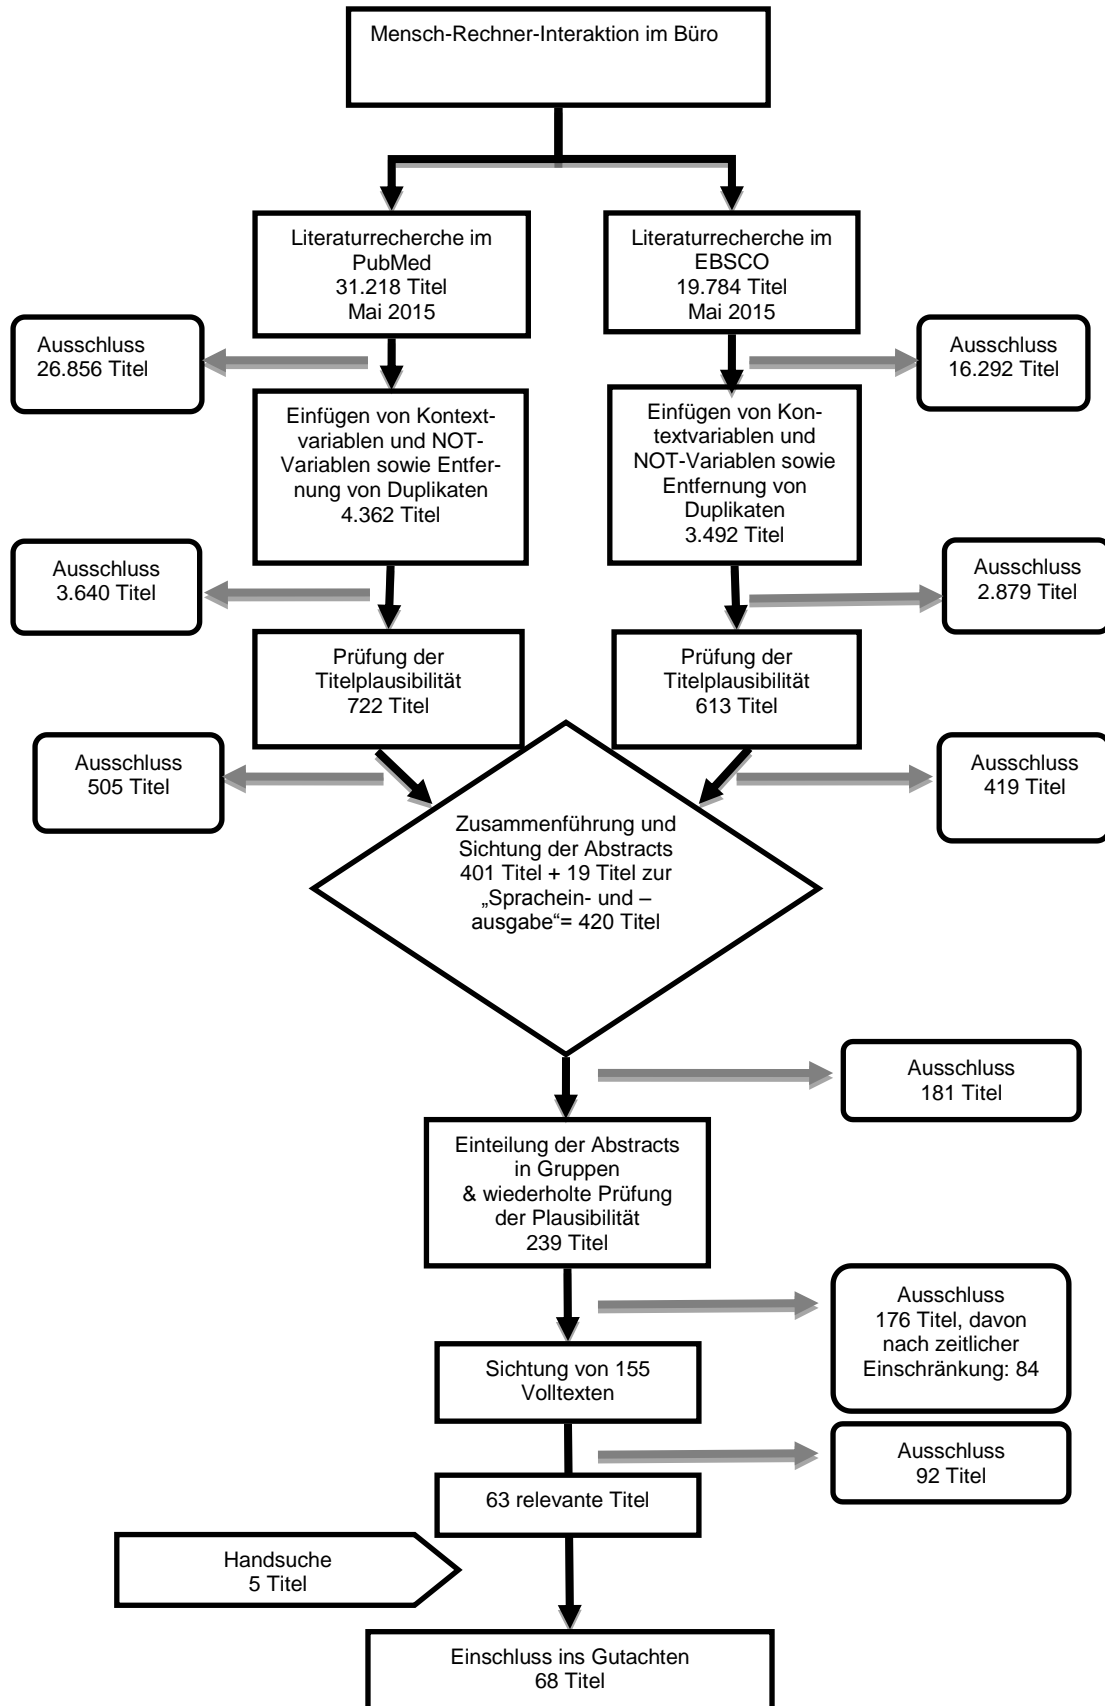 Mensch-Rechner-Interaktion im Büro
Literaturrecherche im
PubMed
31.218 Titel
Mai 2015
Literaturrecherche im
EBSCO
19.784 Titel
Mai 2015
Ausschluss
26.856 Titel
Ausschluss
16.292 Titel
Einfügen von Kontext-
variablen und NOT-
Variablen sowie Entfer-
nung von Duplikaten
4.362 Titel
Einfügen von Kon-
textvariablen und
NOT-Variablen sowie
Entfernung von
Duplikaten
3.492 Titel
Ausschluss
3.640 Titel
Ausschluss
2.879 Titel
Prüfung der
Titelplausibilität
722 Titel
Prüfung der
Titelplausibilität
613 Titel
Ausschluss
505 Titel
Ausschluss
419 Titel
Zusammenführung und
Sichtung der Abstracts
401 Titel + 19 Titel zur
„Sprachein- und –
ausgabe“= 420 Titel
Ausschluss
181 Titel
Einteilung der Abstracts
in Gruppen
& wiederholte Prüfung
der Plausibilität
239 Titel
Ausschluss
176 Titel, davon
nach zeitlicher
Einschränkung: 84
Sichtung von 155
Volltexten
Ausschluss
92 Titel
63 relevante Titel
Handsuche
5 Titel
Einschluss ins Gutachten
68 Titel